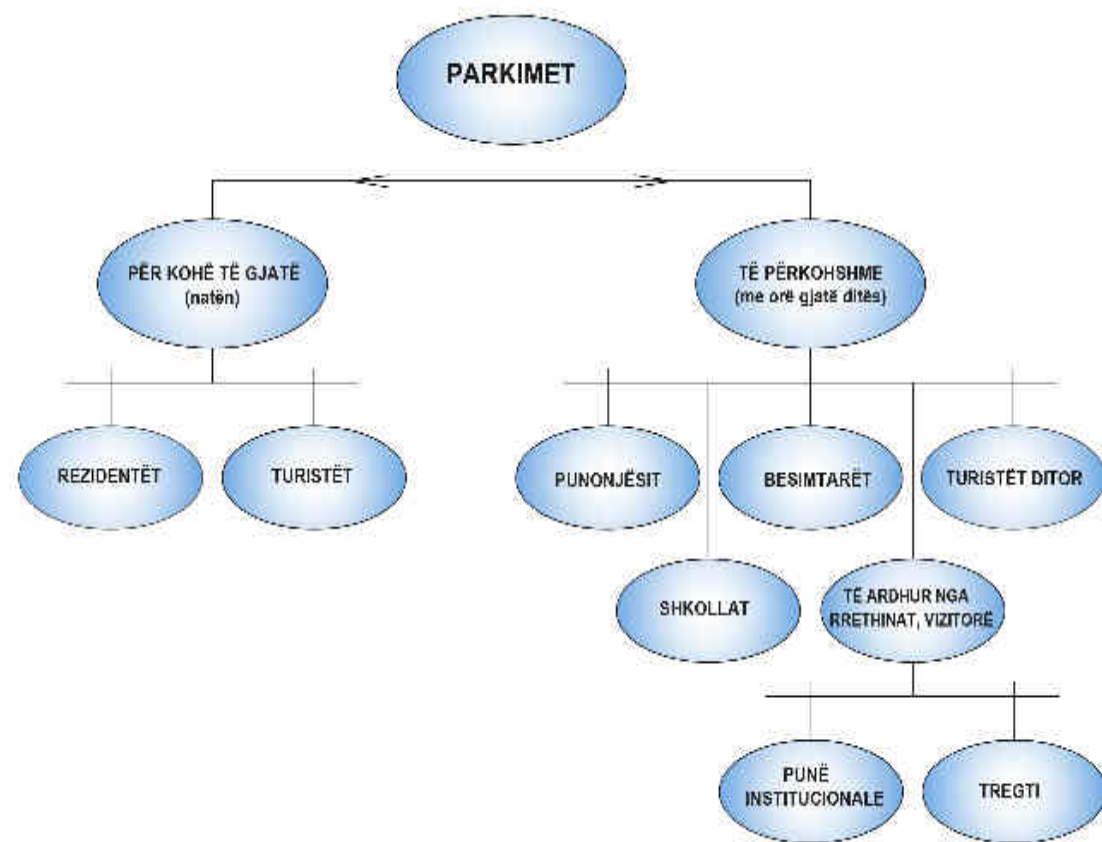 PARKIMET
PËR KOHË TË GJATË
(natën)
TË PËRKOHSHME
(me orë gjatë ditës)
REZIDENTËT
TURISTËT
PUNONJËSIT
BESIMTARËT
TURISTËT DITOR
SHKOLLAT
TË ARDHUR NGA
RRETHINAT, VIZITORË
PUNË
INSTITUCIONALE
TREGTI